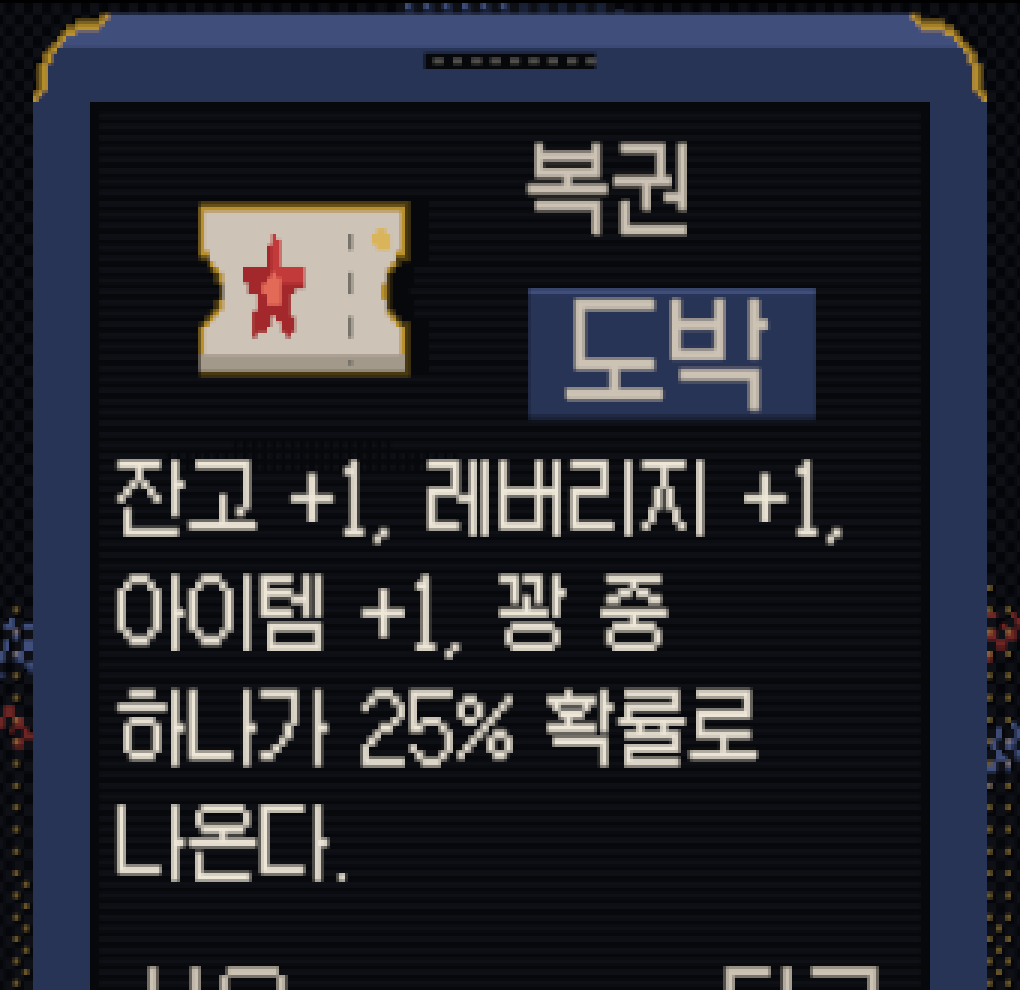 복권
도박
잔고 +1, 레버리지 +1,
아이템 +1, 꽝 중
하나가 25% 확률로
나온다.